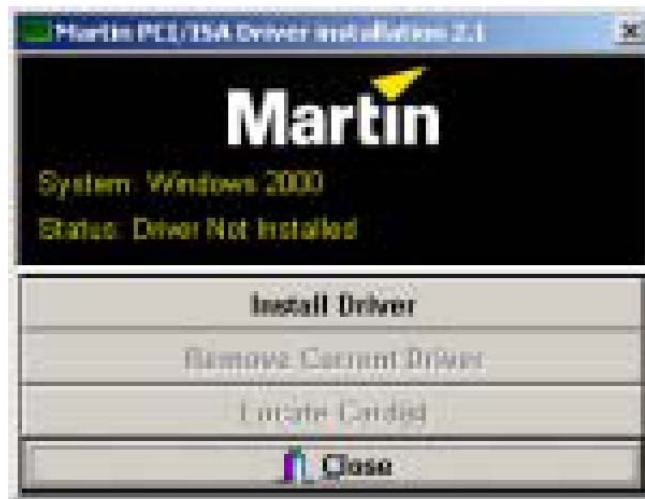 Martin PCI/ISA Driver installation 2.1
Martin
System: Windows 2000
Status: Driver Not Installed
Install Driver
Remove Current Driver
Locate
Close